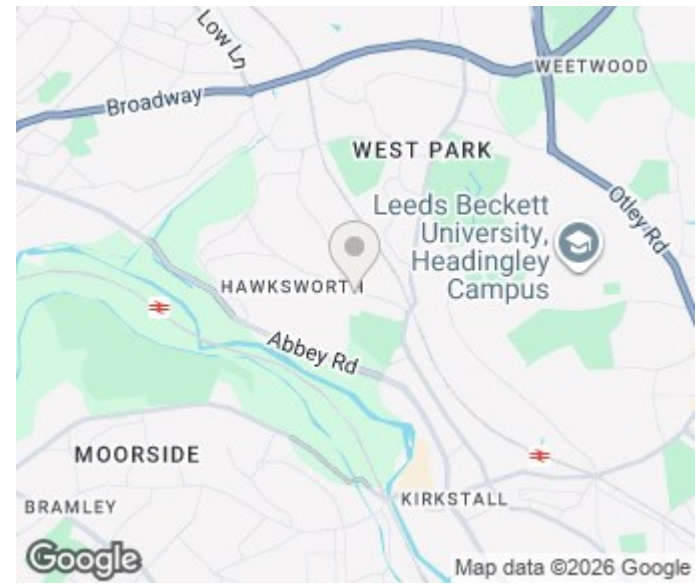 Low Ln
WEETWOOD
Broadway
WEST PARK
Leeds Beckett
University,
Headingley
Campus
Otley Rd
HAWKSWORTH
Abbey Rd
MOORSIDE
BRAMLEY
KIRKSTALL
Google
Map data ©2026 Google